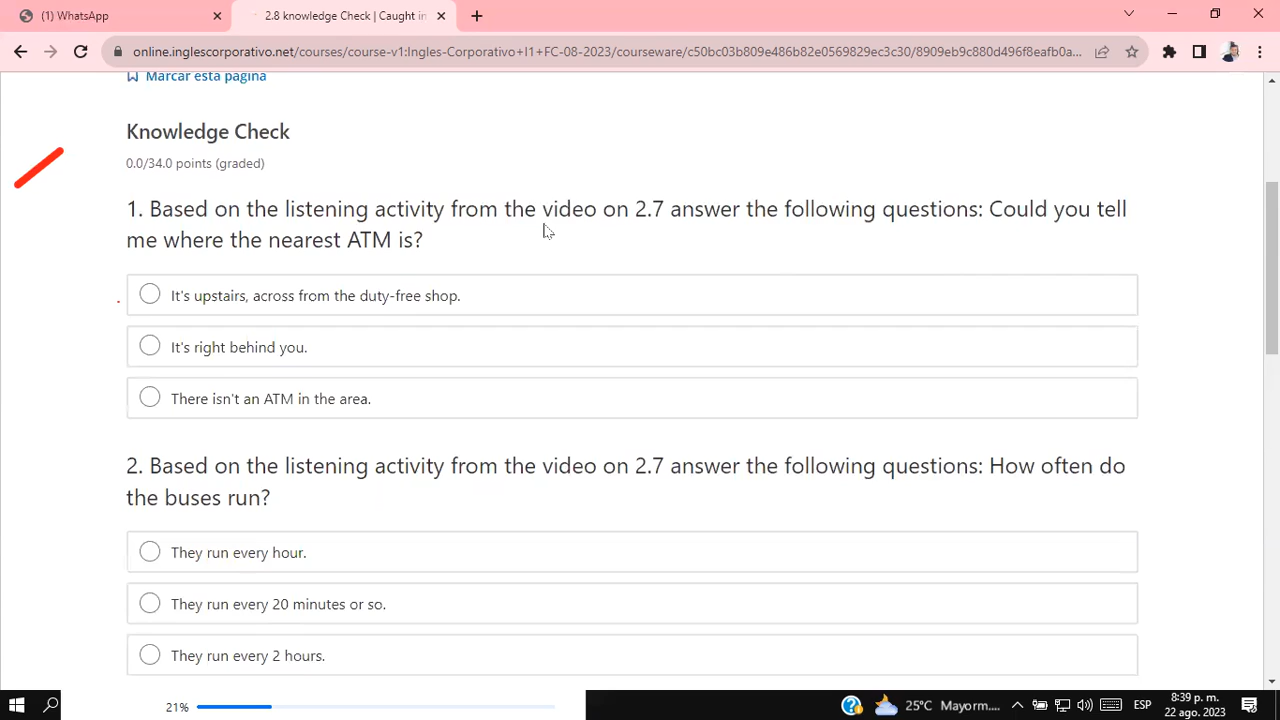 (1) WhatsApp
2.8 knowledge Check | Caught in
online.inglescorporativo.net/courses/course-v1:Ingles-Corporativo+I1+FC-08-2023/courseware/c50bc03b809e486b82e0569829ec3c30/8909eb9c880d496f8eafb0a...
Marcar esta página
Knowledge Check
0.0/34.0 points (graded)
1. Based on the listening activity from the video on 2.7 answer the following questions: Could you tell
me where the nearest ATM is?
It's upstairs, across from the duty-free shop.
It's right behind you.
There isn't an ATM in the area.
2. Based on the listening activity from the video on 2.7 answer the following questions: How often do
the buses run?
They run every hour.
They run every 20 minutes or so.
They run every 2 hours.
21%
25°C Mayorm....
ESP
8:39 p. m.
22 ago. 2023